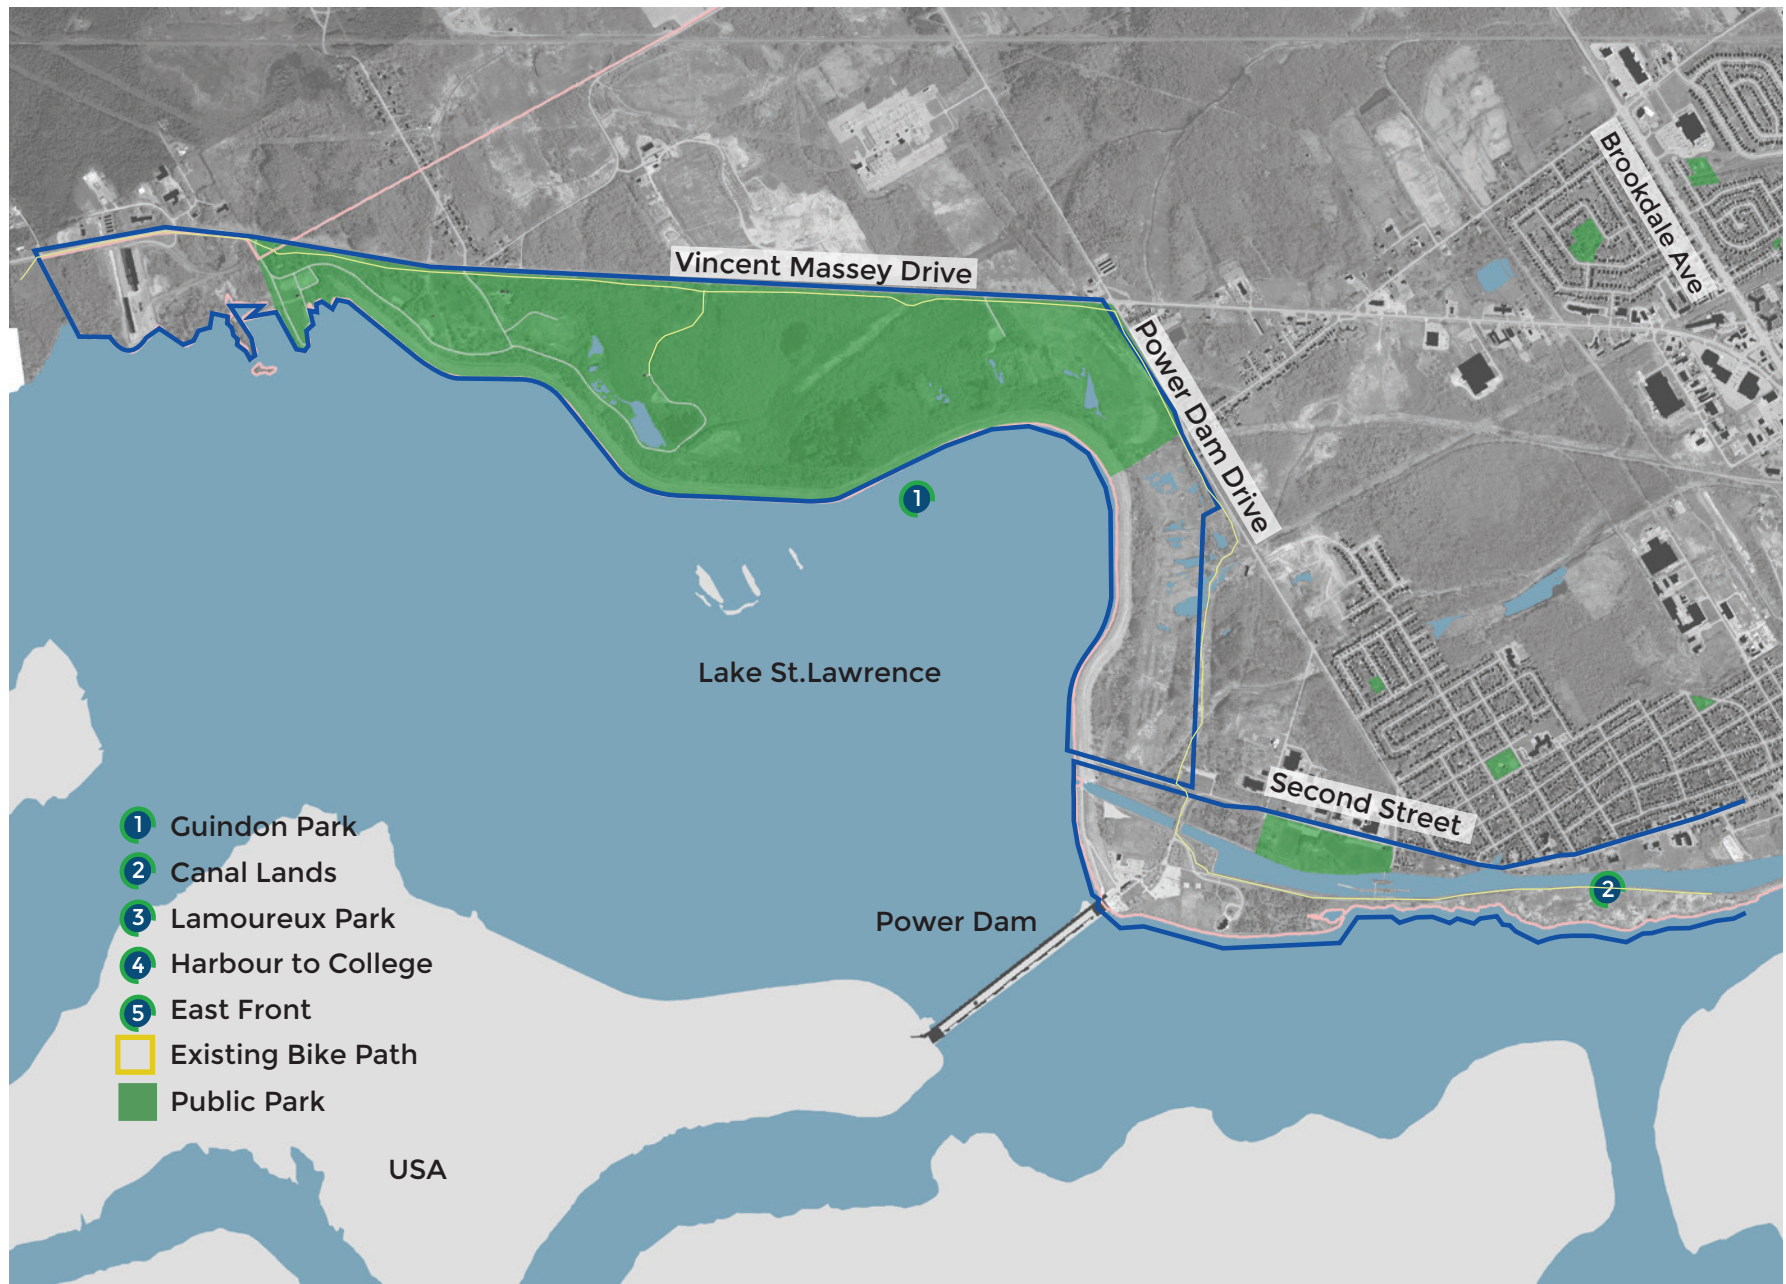 Brookdale Ave
Vincent Massey Drive
Power Dam Drive
1
Lake St.Lawrence
Second Street
2
Power Dam
1 Guindon Park
2 Canal Lands
3 Lamoureux Park
4 Harbour to College
5 East Front
Existing Bike Path
Public Park
USA